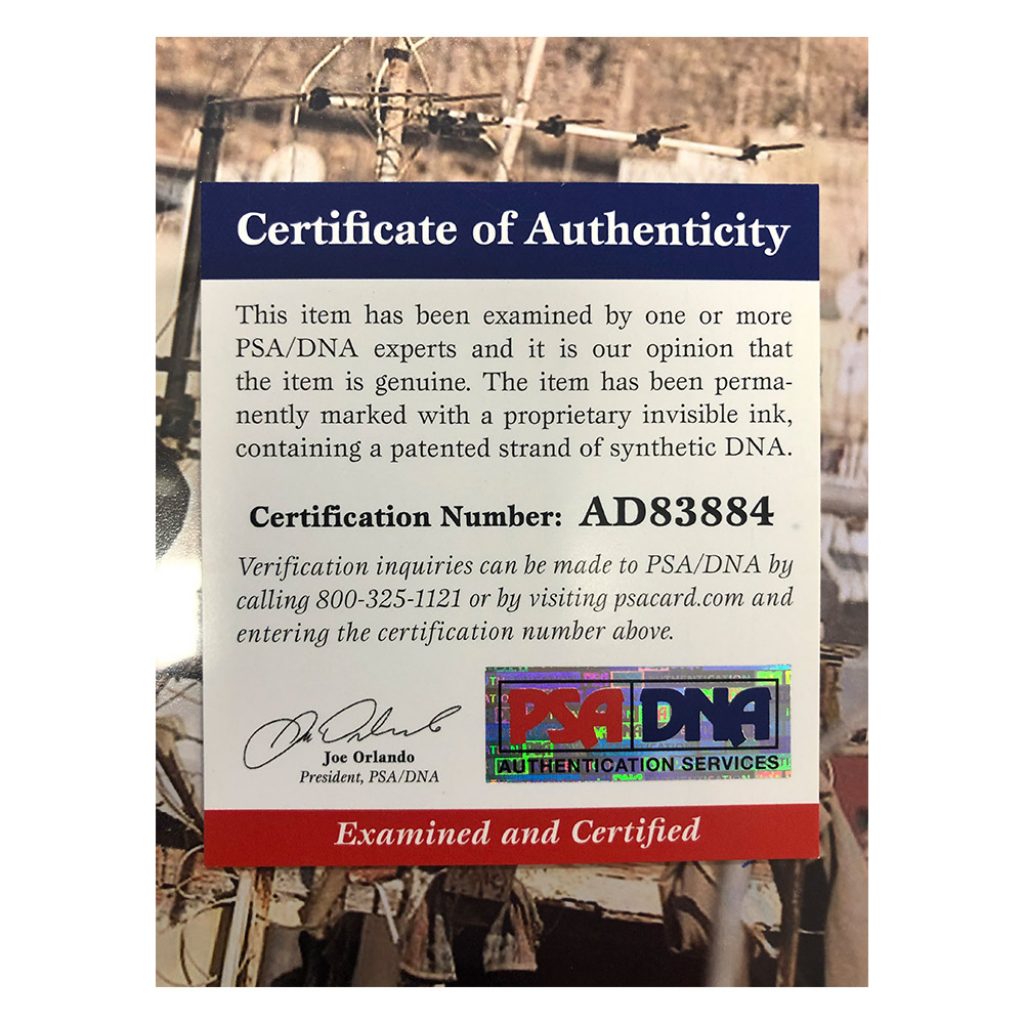 Certificate of Authenticity
This item has been examined by one or more
PSA/DNA experts and it is our opinion that
the item is genuine. The item has been perma-
nently marked with a proprietary invisible ink,
containing a patented strand of synthetic DNA.
Certification Number: AD83884
Verification inquiries can be made to PSA/DNA by
calling 800-325-1121 or by visiting psacard.com and
entering the certification number above.
Joe Orlando
President, PSA/DNA
PSA DNA
AUTHENTICATION SERVICES
Examined and Certified